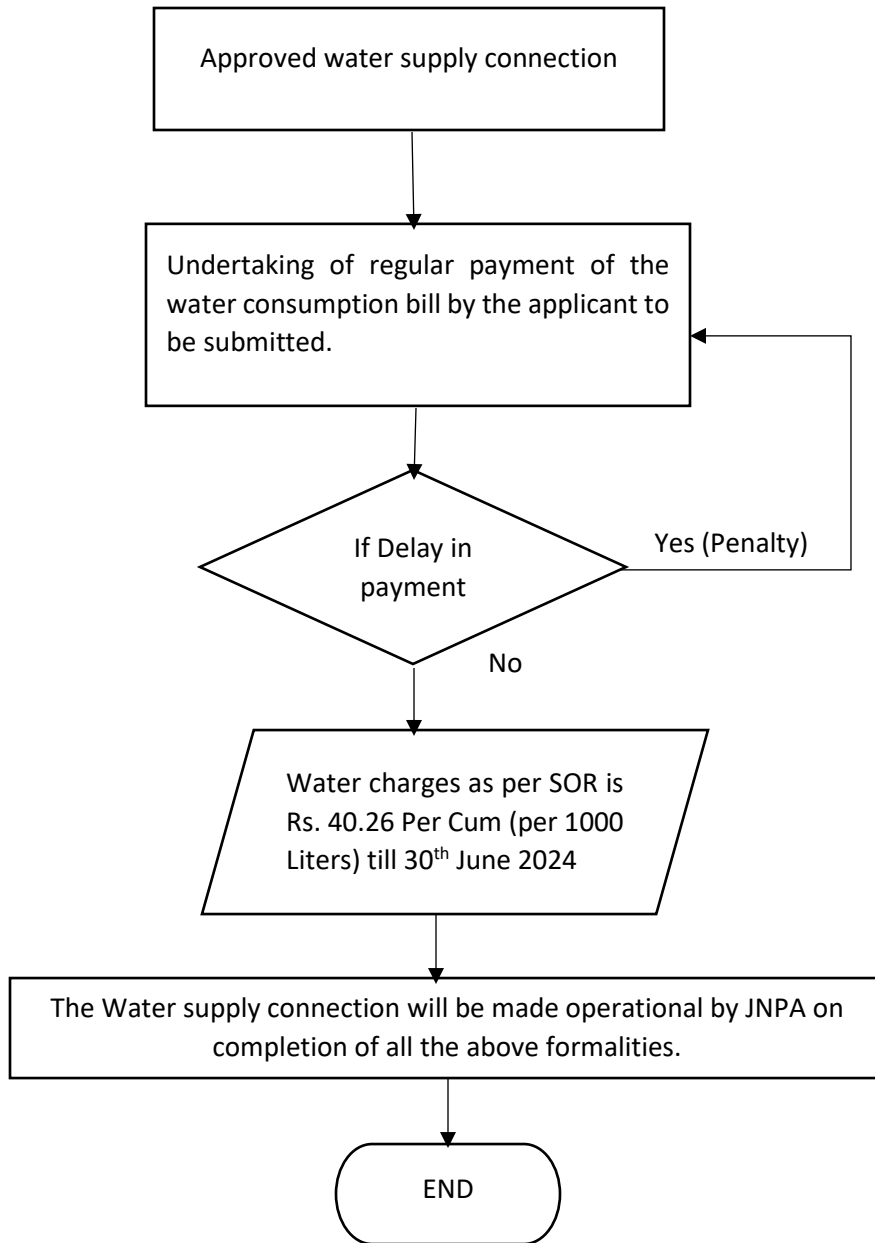 Approved water supply connection
Undertaking of regular payment of the
water consumption bill by the applicant to
be submitted.
If Delay in
payment
Yes (Penalty)
No
Water charges as per SOR is
Rs. 40.26 Per Cum (per 1000
Liters) till 30th June 2024
The Water supply connection will be made operational by JNPA on
completion of all the above formalities.
END